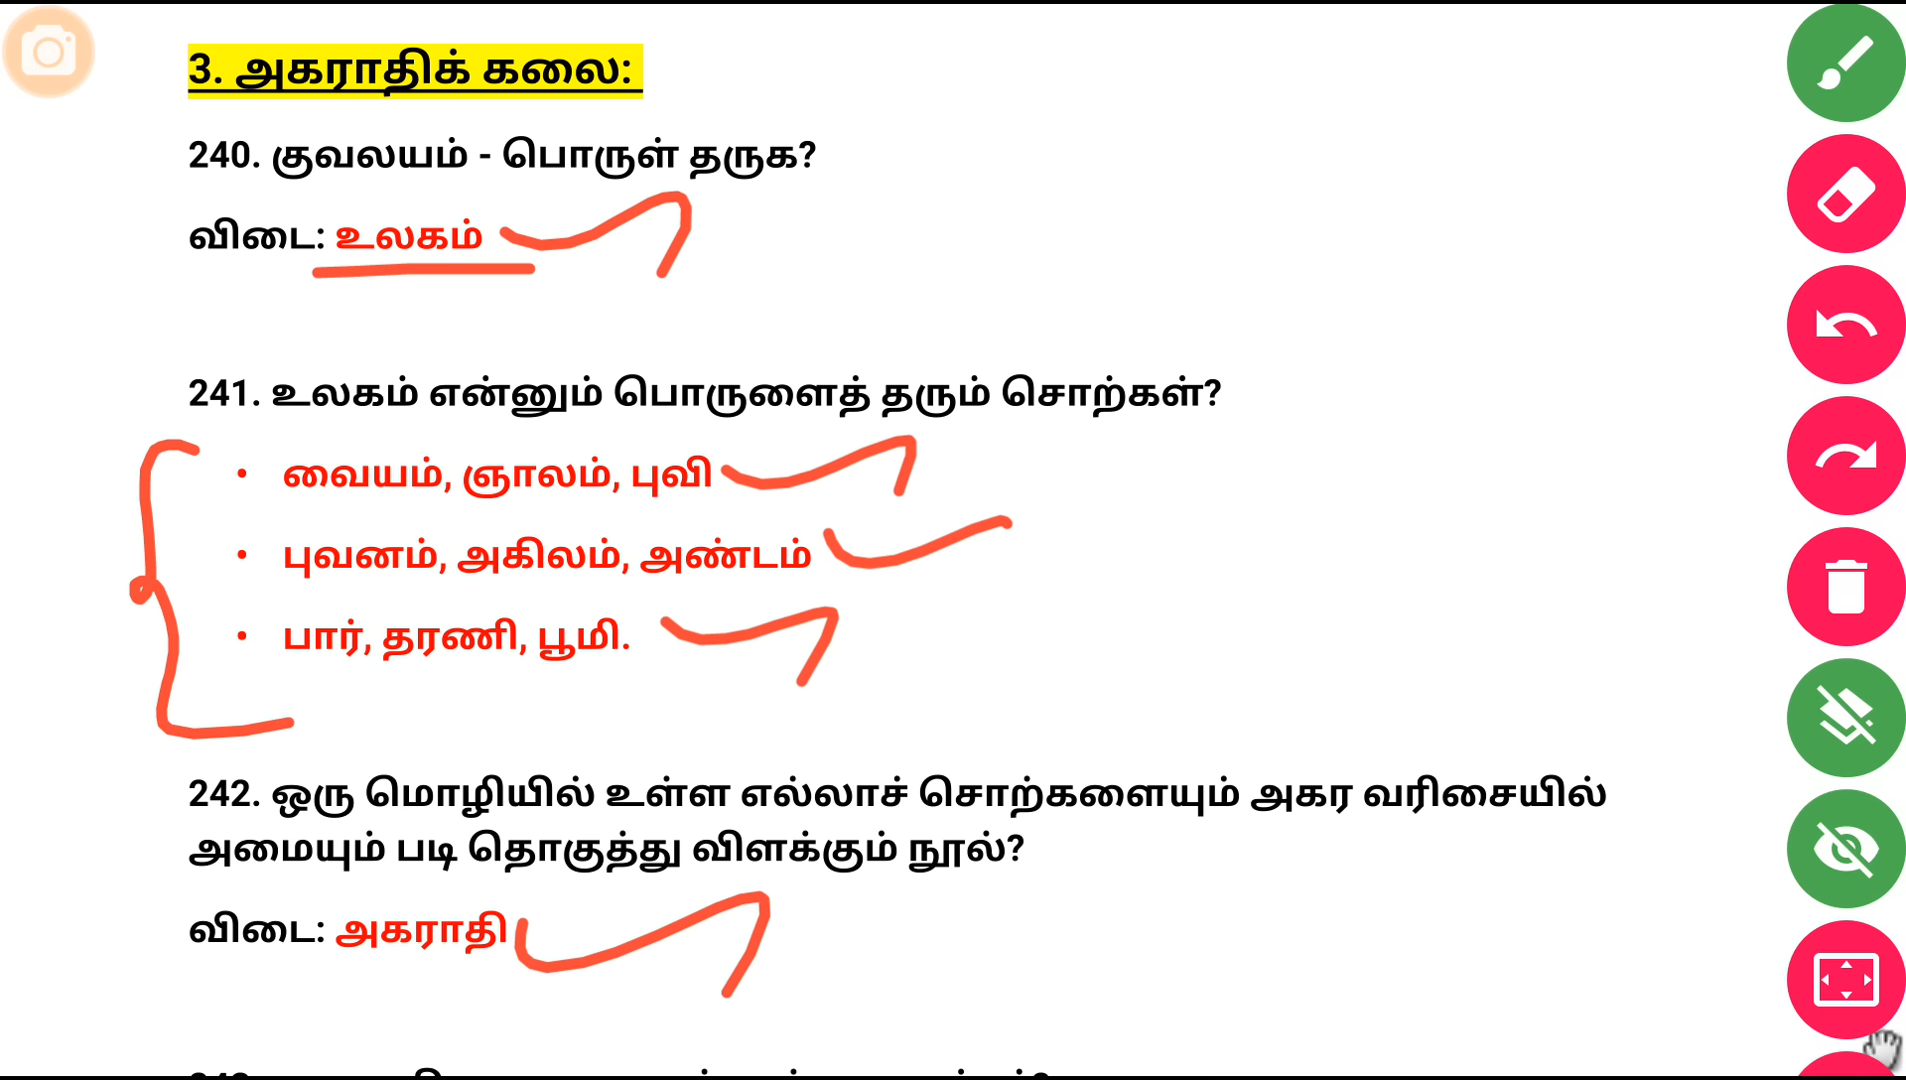 3. அகராதிக் கலை:
240. குவலயம் - பொருள் தருக?
விடை: உலகம்
241. உலகம் என்னும் பொருளைத் தரும் சொற்கள்?
• வையம், ஞாலம், புவி
• புவனம், அகிலம், அண்டம்
• பார், தரணி, பூமி.
242. ஒரு மொழியில் உள்ள எல்லாச் சொற்களையும் அகர வரிசையில்
அமையும் படி தொகுத்து விளக்கும் நூல்?
விடை: அகராதி